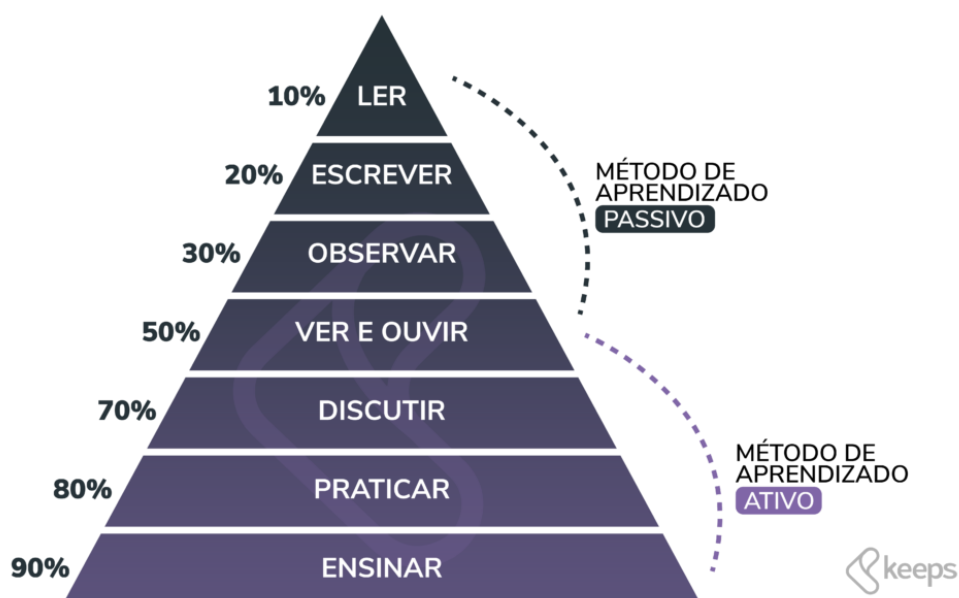 10% LER
20% ESCREVER
30% OBSERVAR
50% VER E OUVIR
70% DISCUTIR
80% PRATICAR
90% ENSINAR
MÉTODO DE
APRENDIZADO
PASSIVO
MÉTODO DE
APRENDIZADO
ATIVO
keeps